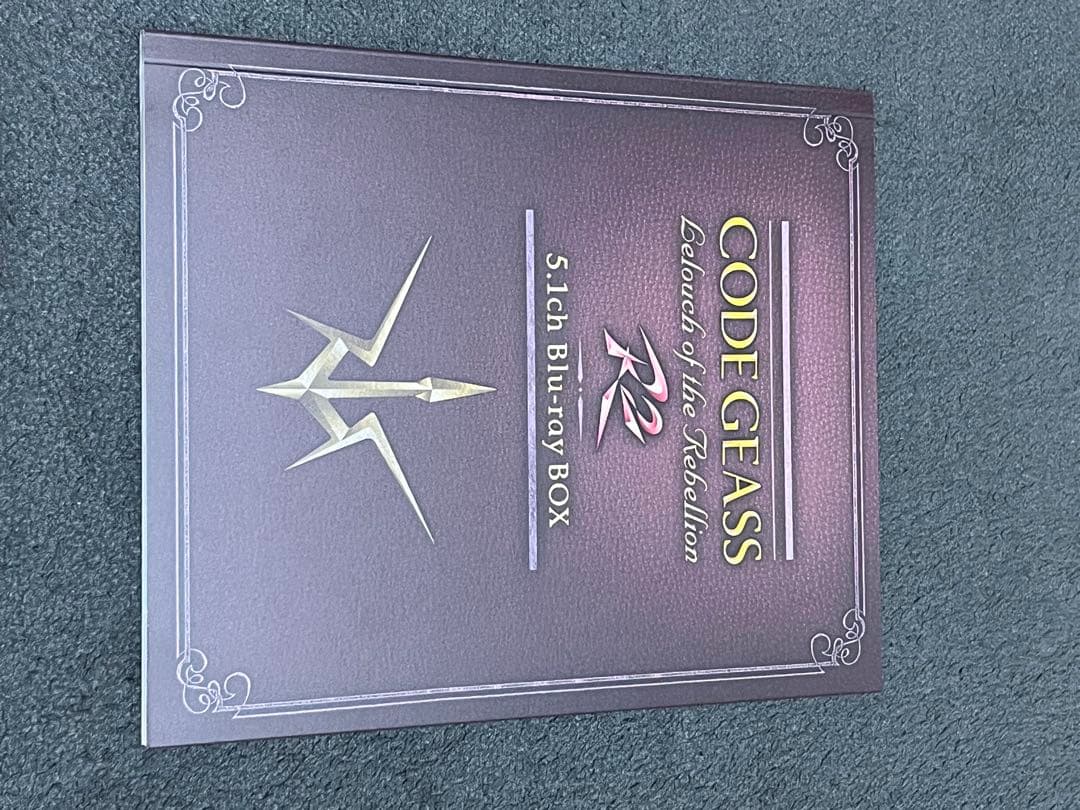 CODE GEASS
Lelouch of the Rebellion
R2
5.1ch Blu-ray BOX